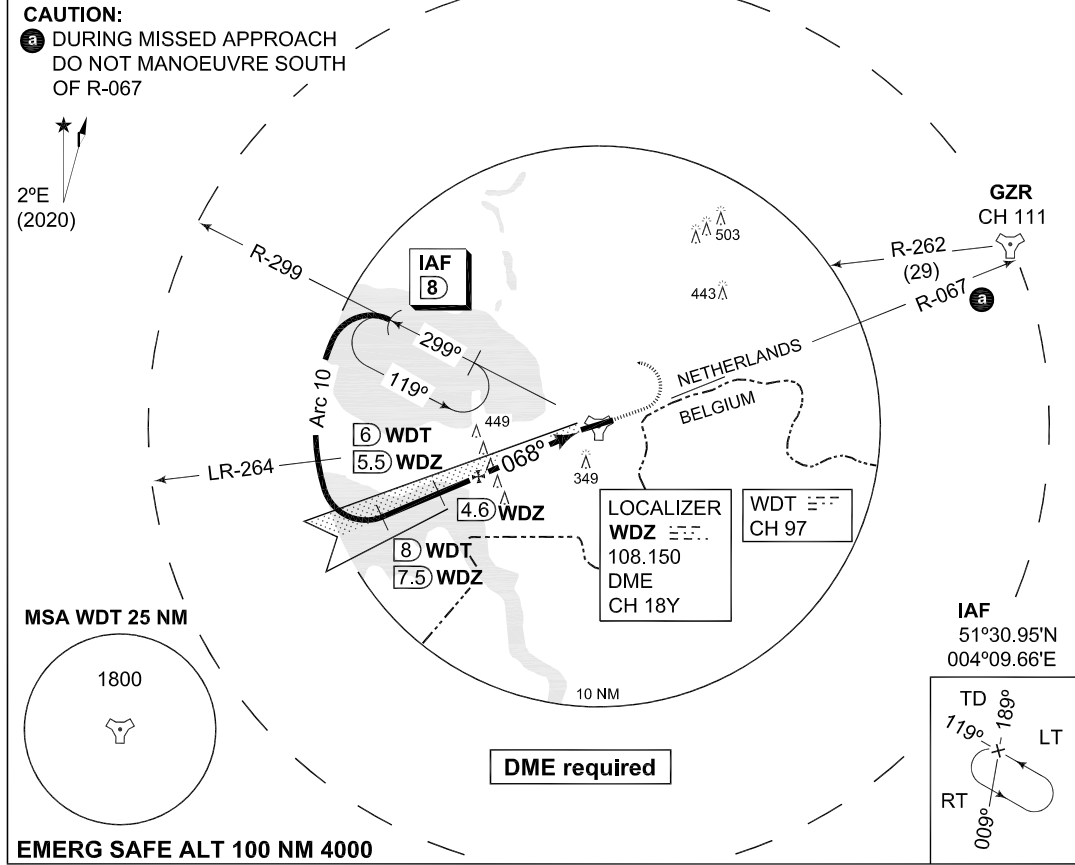 CAUTION:
a DURING MISSED APPROACH
DO NOT MANOEUVRE SOUTH
OF R-067
2ºE
(2020)
GZR
CH 111
R-262
(29)
R-067 a
503
443
R-299
IAF
8
299º
119º
Arc 10
NETHERLANDS
BELGIUM
449
6 WDT
5.5 WDZ
LR-264
068º
349
4.6 WDZ
8 WDT
7.5 WDZ
LOCALIZER
WDZ
108.150
DME
CH 18Y
WDT
CH 97
MSA WDT 25 NM
1800
10 NM
DME required
IAF
51º30.95'N
004º09.66'E
TD
119º
189º
LT
RT
009º
EMERG SAFE ALT 100 NM 4000